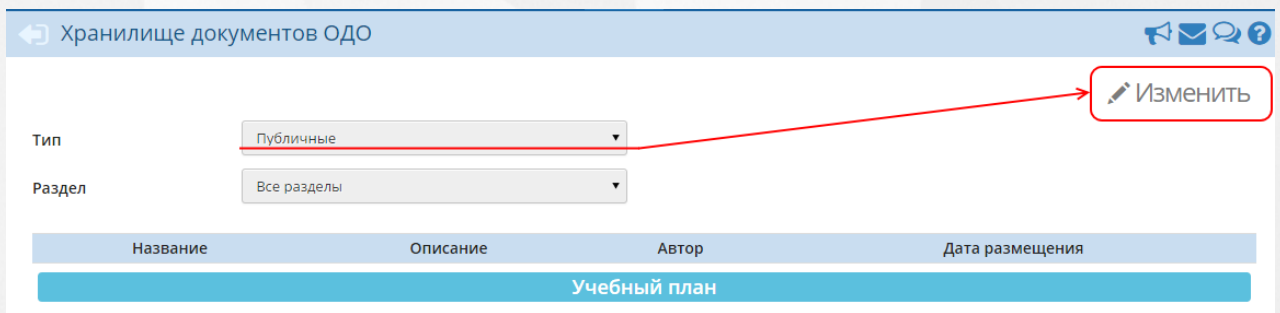 Хранилище документов ОДО
Изменить
Тип Публичные
Раздел Все разделы
Название Описание Автор Дата размещения
Учебный план